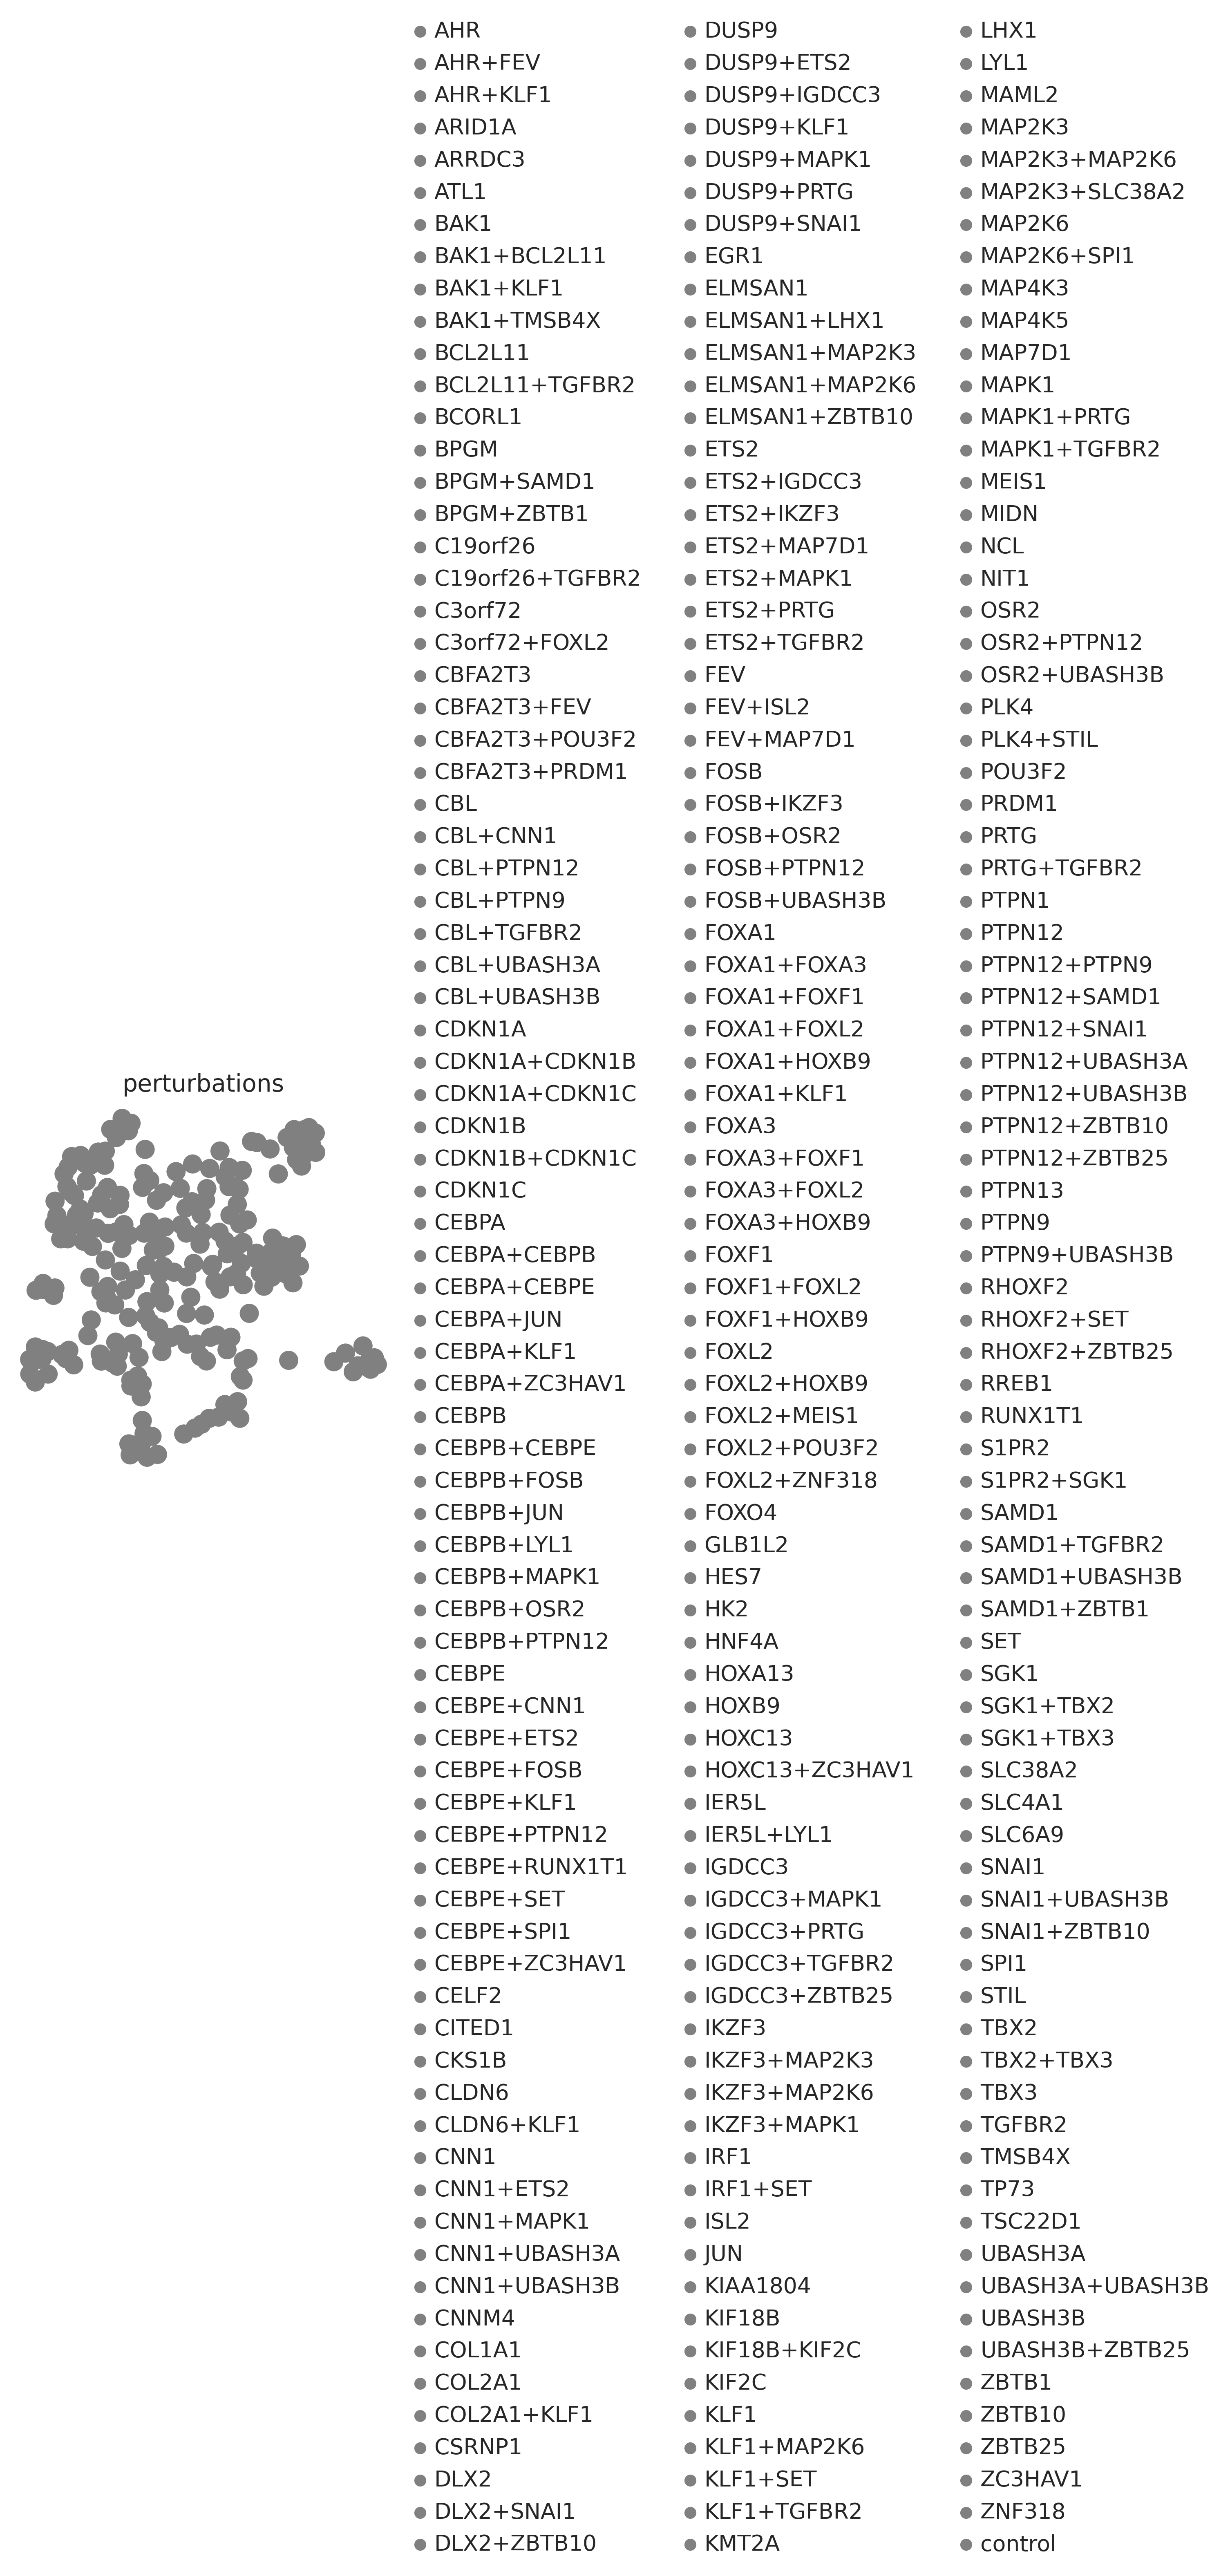 perturbations
AHR
AHR+FEV
AHR+KLF1
ARID1A
ARRDC3
ATL1
BAK1
BAK1+BCL2L11
BAK1+KLF1
BAK1+TMSB4X
BCL2L11
BCL2L11+TGFBR2
BCORL1
BPGM
BPGM+SAMD1
BPGM+ZBTB1
C19orf26
C19orf26+TGFBR2
C3orf72
C3orf72+FOXL2
CBFA2T3
CBFA2T3+FEV
CBFA2T3+POU3F2
CBFA2T3+PRDM1
CBL
CBL+CNN1
CBL+PTPN12
CBL+PTPN9
CBL+TGFBR2
CBL+UBASH3A
CBL+UBASH3B
CDKN1A
CDKN1A+CDKN1B
CDKN1A+CDKN1C
CDKN1B
CDKN1B+CDKN1C
CDKN1C
CEBPA
CEBPA+CEBPB
CEBPA+CEBPE
CEBPA+JUN
CEBPA+KLF1
CEBPA+ZC3HAV1
CEBPB
CEBPB+CEBPE
CEBPB+FOSB
CEBPB+JUN
CEBPB+LYL1
CEBPB+MAPK1
CEBPB+OSR2
CEBPB+PTPN12
CEBPE
CEBPE+CNN1
CEBPE+ETS2
CEBPE+FOSB
CEBPE+KLF1
CEBPE+PTPN12
CEBPE+RUNX1T1
CEBPE+SET
CEBPE+SPI1
CEBPE+ZC3HAV1
CELF2
CITED1
CKS1B
CLDN6
CLDN6+KLF1
CNN1
CNN1+ETS2
CNN1+MAPK1
CNN1+UBASH3A
CNN1+UBASH3B
CNNM4
COL1A1
COL2A1
COL2A1+KLF1
CSRNP1
DLX2
DLX2+SNAI1
DLX2+ZBTB10
DUSP9
DUSP9+ETS2
DUSP9+IGDCC3
DUSP9+KLF1
DUSP9+MAPK1
DUSP9+PRTG
DUSP9+SNAI1
EGR1
ELMSAN1
ELMSAN1+LHX1
ELMSAN1+MAP2K3
ELMSAN1+MAP2K6
ELMSAN1+ZBTB10
ETS2
ETS2+IGDCC3
ETS2+IKZF3
ETS2+MAP7D1
ETS2+MAPK1
ETS2+PRTG
ETS2+TGFBR2
FEV
FEV+ISL2
FEV+MAP7D1
FOSB
FOSB+IKZF3
FOSB+OSR2
FOSB+PTPN12
FOSB+UBASH3B
FOXA1
FOXA1+FOXA3
FOXA1+FOXF1
FOXA1+FOXL2
FOXA1+HOXB9
FOXA1+KLF1
FOXA3
FOXA3+FOXF1
FOXA3+FOXL2
FOXA3+HOXB9
FOXF1
FOXF1+FOXL2
FOXF1+HOXB9
FOXL2
FOXL2+HOXB9
FOXL2+MEIS1
FOXL2+POU3F2
FOXL2+ZNF318
FOXO4
GLB1L2
HES7
HK2
HNF4A
HOXA13
HOXB9
HOXC13
HOXC13+ZC3HAV1
IER5L
IER5L+LYL1
IGDCC3
IGDCC3+MAPK1
IGDCC3+PRTG
IGDCC3+TGFBR2
IGDCC3+ZBTB25
IKZF3
IKZF3+MAP2K3
IKZF3+MAP2K6
IKZF3+MAPK1
IRF1
IRF1+SET
ISL2
JUN
KIAA1804
KIF18B
KIF18B+KIF2C
KIF2C
KLF1
KLF1+MAP2K6
KLF1+SET
KLF1+TGFBR2
KMT2A
LHX1
LYL1
MAML2
MAP2K3
MAP2K3+MAP2K6
MAP2K3+SLC38A2
MAP2K6
MAP2K6+SPI1
MAP4K3
MAP4K5
MAP7D1
MAPK1
MAPK1+PRTG
MAPK1+TGFBR2
MEIS1
MIDN
NCL
NIT1
OSR2
OSR2+PTPN12
OSR2+UBASH3B
PLK4
PLK4+STIL
POU3F2
PRDM1
PRTG
PRTG+TGFBR2
PTPN1
PTPN12
PTPN12+PTPN9
PTPN12+SAMD1
PTPN12+SNAI1
PTPN12+UBASH3A
PTPN12+UBASH3B
PTPN12+ZBTB10
PTPN12+ZBTB25
PTPN13
PTPN9
PTPN9+UBASH3B
RHOXF2
RHOXF2+SET
RHOXF2+ZBTB25
RREB1
RUNX1T1
S1PR2
S1PR2+SGK1
SAMD1
SAMD1+TGFBR2
SAMD1+UBASH3B
SAMD1+ZBTB1
SET
SGK1
SGK1+TBX2
SGK1+TBX3
SLC38A2
SLC4A1
SLC6A9
SNAI1
SNAI1+UBASH3B
SNAI1+ZBTB10
SPI1
STIL
TBX2
TBX2+TBX3
TBX3
TGFBR2
TMSB4X
TP73
TSC22D1
UBASH3A
UBASH3A+UBASH3B
UBASH3B
UBASH3B+ZBTB25
ZBTB1
ZBTB10
ZBTB25
ZC3HAV1
ZNF318
control